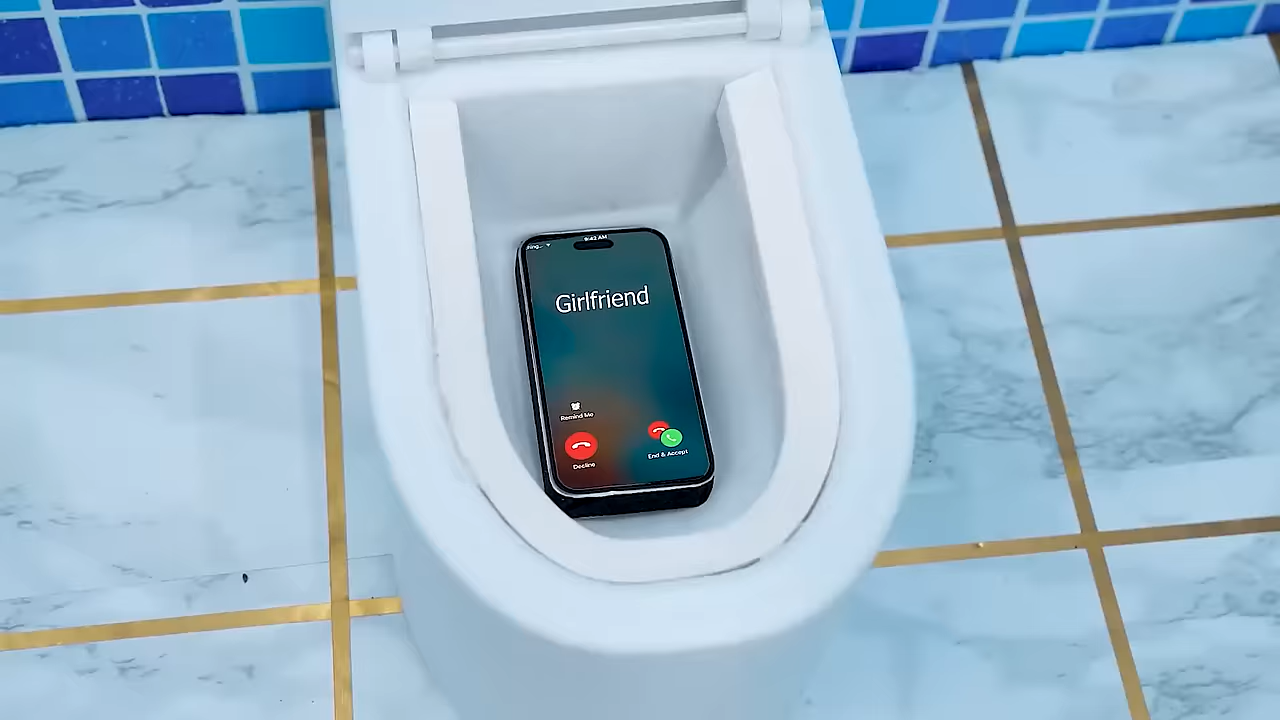 9:42 AM
Girlfriend
Remind Me
Decline
End & Accept